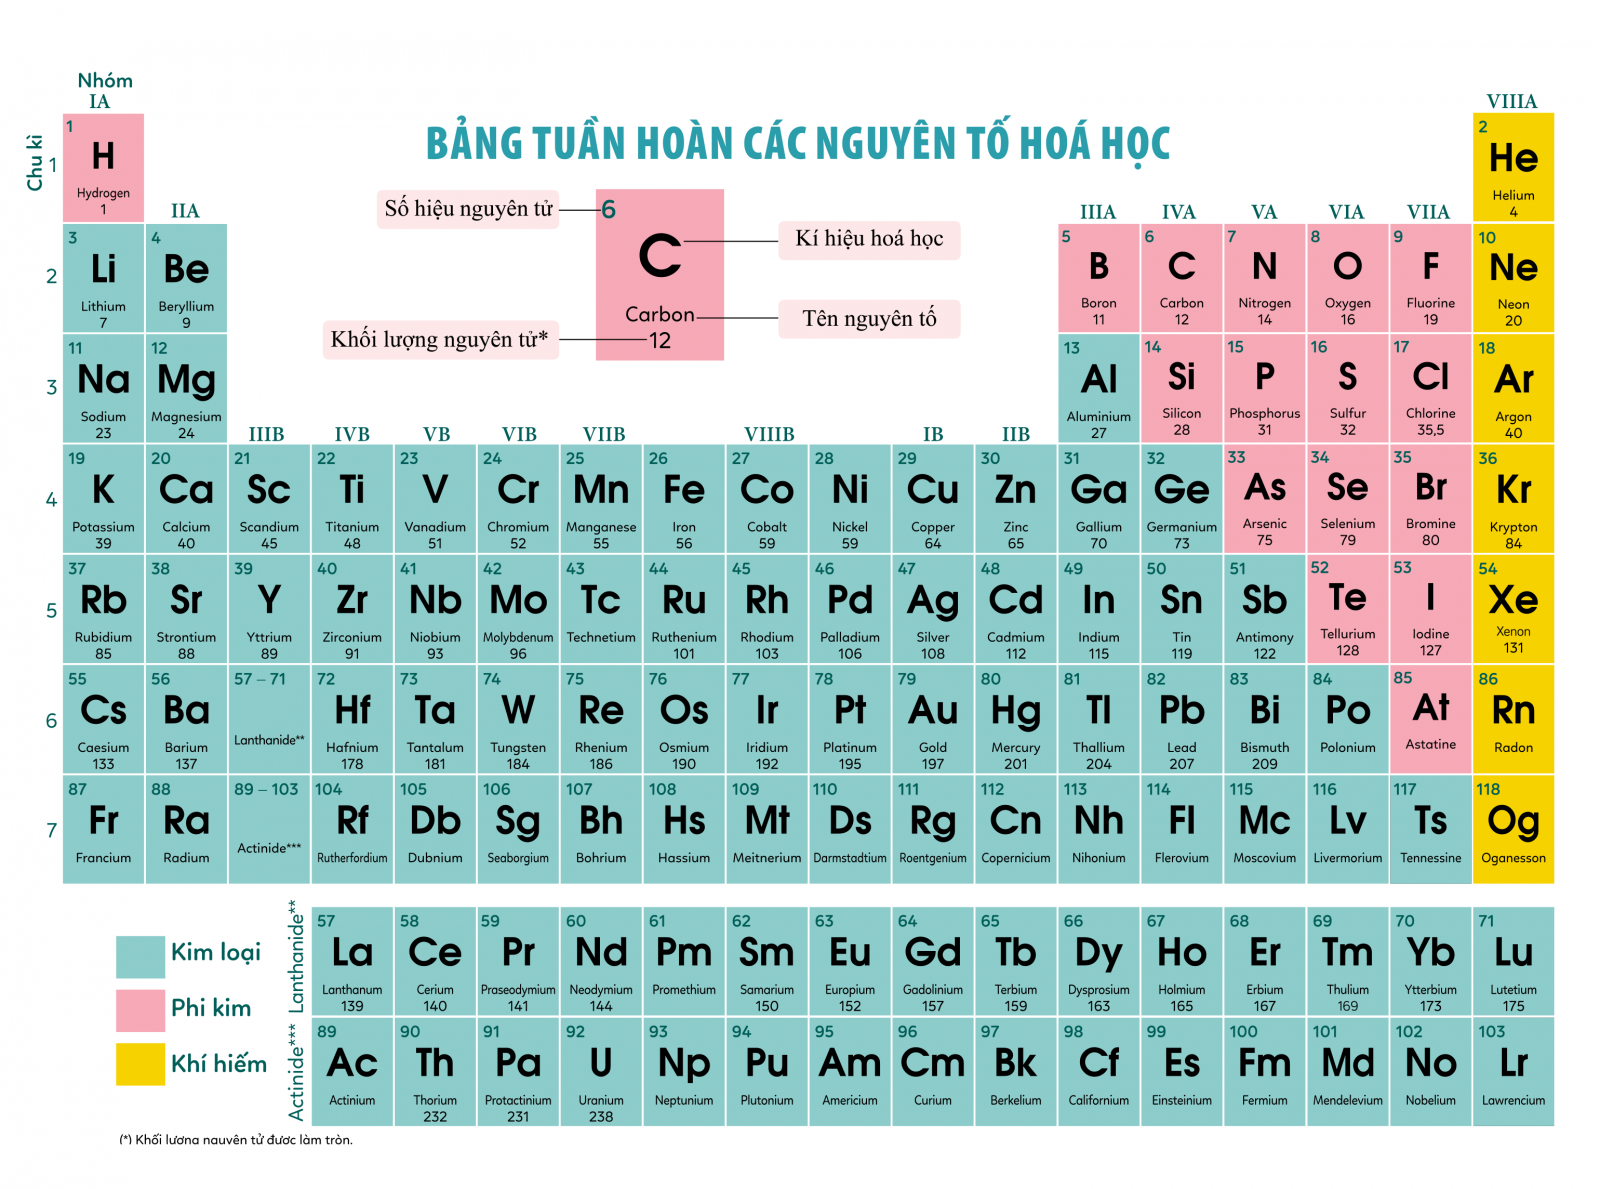 Nhóm
IA
VIIIA
Chu kì
BẢNG TUẦN HOÀN CÁC NGUYÊN TỐ HOÁ HỌC
Số hiệu nguyên tử
6
C
Carbon
12
Kí hiệu hoá học
Tên nguyên tố
Khối lượng nguyên tử*
IIA
IIIA IVA VA VIA VIIA
IIIB IVB VB VIB VIIB VIIIB IB IIB
1
1 2
H He
Hydrogen Helium
1 4
2
3 4 5 6 7 8 9 10
Li Be B C N O F Ne
Lithium Beryllium Boron Carbon Nitrogen Oxygen Fluorine Neon
7 9 11 12 14 16 19 20
3
11 12 13 14 15 16 17 18
Na Mg Al Si P S Cl Ar
Sodium Magnesium Aluminium Silicon Phosphorus Sulfur Chlorine Argon
23 24 27 28 31 32 35,5 40
4
19 20 21 22 23 24 25 26 27 28 29 30 31 32 33 34 35 36
K Ca Sc Ti V Cr Mn Fe Co Ni Cu Zn Ga Ge As Se Br Kr
Potassium Calcium Scandium Titanium Vanadium Chromium Manganese Iron Cobalt Nickel Copper Zinc Gallium Germanium Arsenic Selenium Bromine Krypton
39 40 45 48 51 52 55 56 59 59 64 65 70 73 75 79 80 84
5
37 38 39 40 41 42 43 44 45 46 47 48 49 50 51 52 53 54
Rb Sr Y Zr Nb Mo Tc Ru Rh Pd Ag Cd In Sn Sb Te I Xe
Rubidium Strontium Yttrium Zirconium Niobium Molybdenum Technetium Ruthenium Rhodium Palladium Silver Cadmium Indium Tin Antimony Tellurium Iodine Xenon
85 88 89 91 93 96 101 103 106 108 112 115 119 122 128 127 131
6
55 56 57 – 71 72 73 74 75 76 77 78 79 80 81 82 83 84 85 86
Cs Ba Hf Ta W Re Os Ir Pt Au Hg Tl Pb Bi Po At Rn
Caesium Barium Lanthanide** Hafnium Tantalum Tungsten Rhenium Osmium Iridium Platinum Gold Mercury Thallium Lead Bismuth Polonium Astatine Radon
133 137 178 181 184 186 190 192 195 197 201 204 207 209
7
87 88 89 – 103 104 105 106 107 108 109 110 111 112 113 114 115 116 117 118
Fr Ra Rf Db Sg Bh Hs Mt Ds Rg Cn Nh Fl Mc Lv Ts Og
Francium Radium Actinide*** Rutherfordium Dubnium Seaborgium Bohrium Hassium Meitnerium Darmstadtium Roentgenium Copernicium Nihonium Flerovium Moscovium Livermorium Tennessine Oganesson
Lanthanide**
57 58 59 60 61 62 63 64 65 66 67 68 69 70 71
La Ce Pr Nd Pm Sm Eu Gd Tb Dy Ho Er Tm Yb Lu
Lanthanum Cerium Praseodymium Neodymium Promethium Samarium Europium Gadolinium Terbium Dysprosium Holmium Erbium Thulium Ytterbium Lutetium
139 140 141 144 150 152 157 159 163 165 167 169 173 175
Actinide***
89 90 91 92 93 94 95 96 97 98 99 100 101 102 103
Ac Th Pa U Np Pu Am Cm Bk Cf Es Fm Md No Lr
Actinium Thorium Protactinium Uranium Neptunium Plutonium Americium Curium Berkelium Californium Einsteinium Fermium Mendelevium Nobelium Lawrencium
232 231 238
Kim loại
Phi kim
Khí hiếm
(*) Khối lượng nguyên tử được làm tròn.